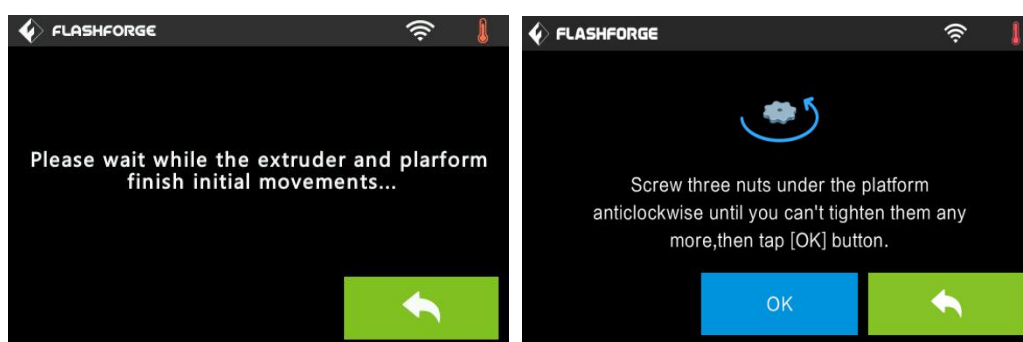 FLASHFORGE
Please wait while the extruder and plarform
finish initial movements...
FLASHFORGE
Screw three nuts under the platform
anticlockwise until you can't tighten them any
more,then tap [OK] button.
OK